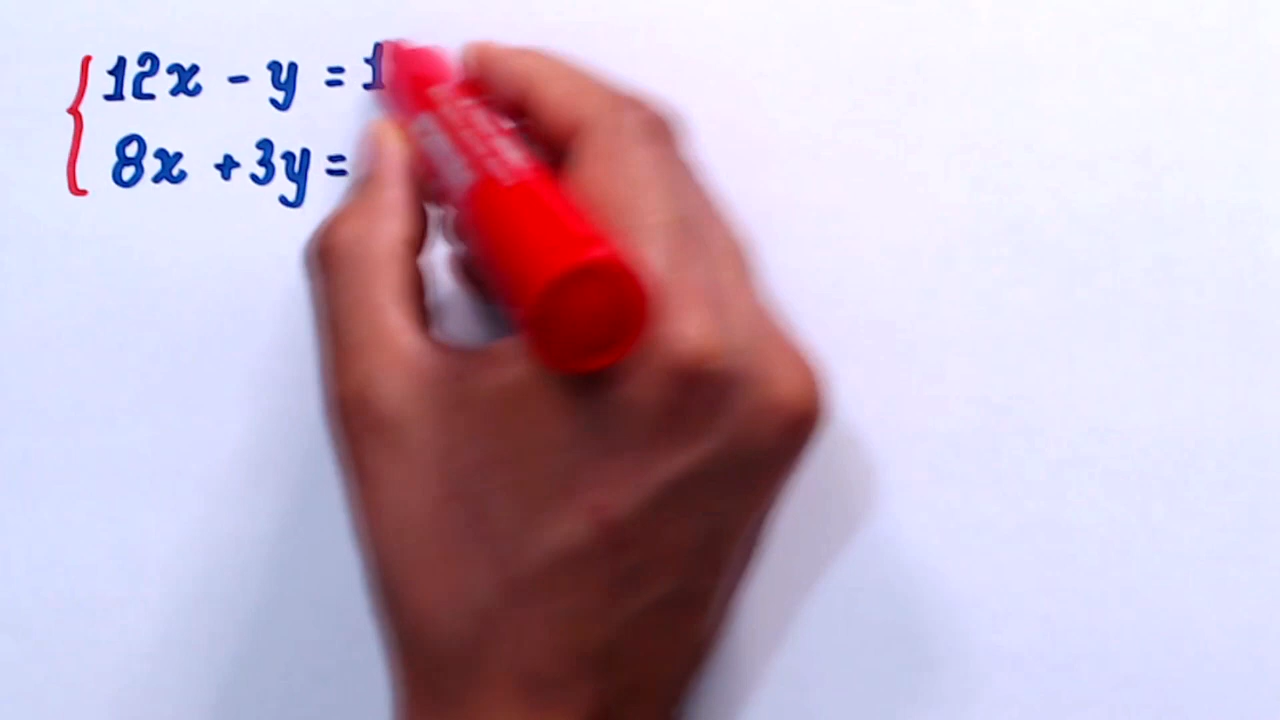 12x - y = 1
8x + 3y =